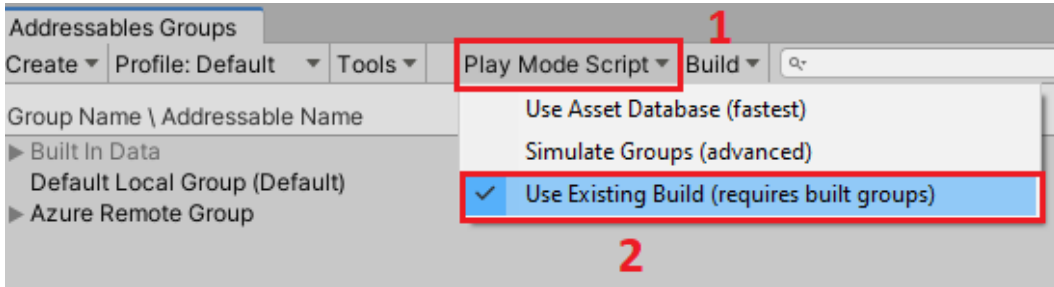 Addressables Groups
1
Create Profile: Default Tools Play Mode Script Build
Group Name \ Addressable Name
Use Asset Database (fastest)
Built In Data
Simulate Groups (advanced)
Default Local Group (Default)
Use Existing Build (requires built groups)
Azure Remote Group
2